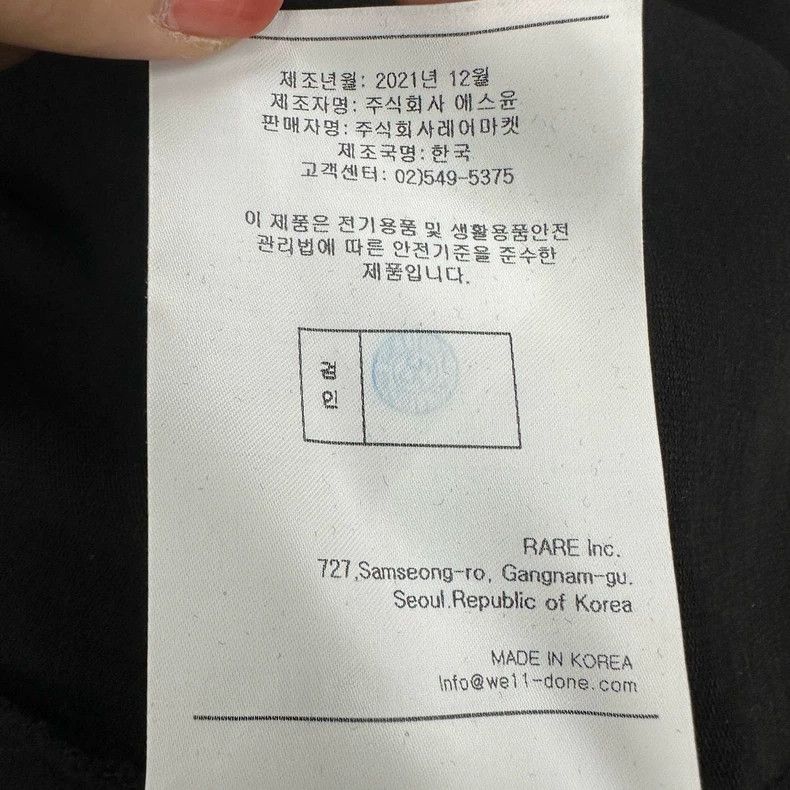 제조년월: 2021년 12월
제조자명: 주식회사 에스윤
판매자명: 주식회사레어마켓
제조국명: 한국
고객센터: 02)549-5375
이 제품은 전기용품 및 생활용품안전
관리법에 따른 안전기준을 준수한
제품입니다.
검
인
RARE Inc.
727,Samseong-ro, Gangnam-gu.
Seoul.Republic of Korea
MADE IN KOREA
Info@we11-done.com